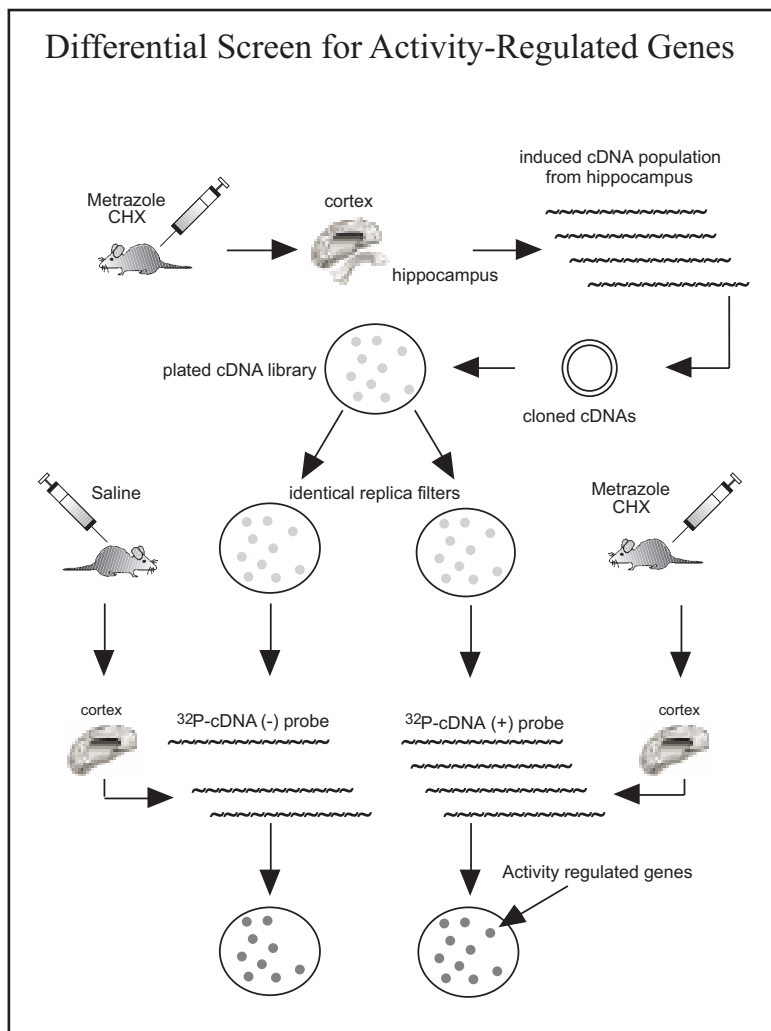 Differential Screen for Activity-Regulated Genes
induced cDNA population
from hippocampus
Metrazole
CHX
cortex
hippocampus
plated cDNA library
cloned cDNAs
Saline
identical replica filters
Metrazole
CHX
cortex
32P-cDNA (-) probe
32P-cDNA (+) probe
cortex
Activity regulated genes